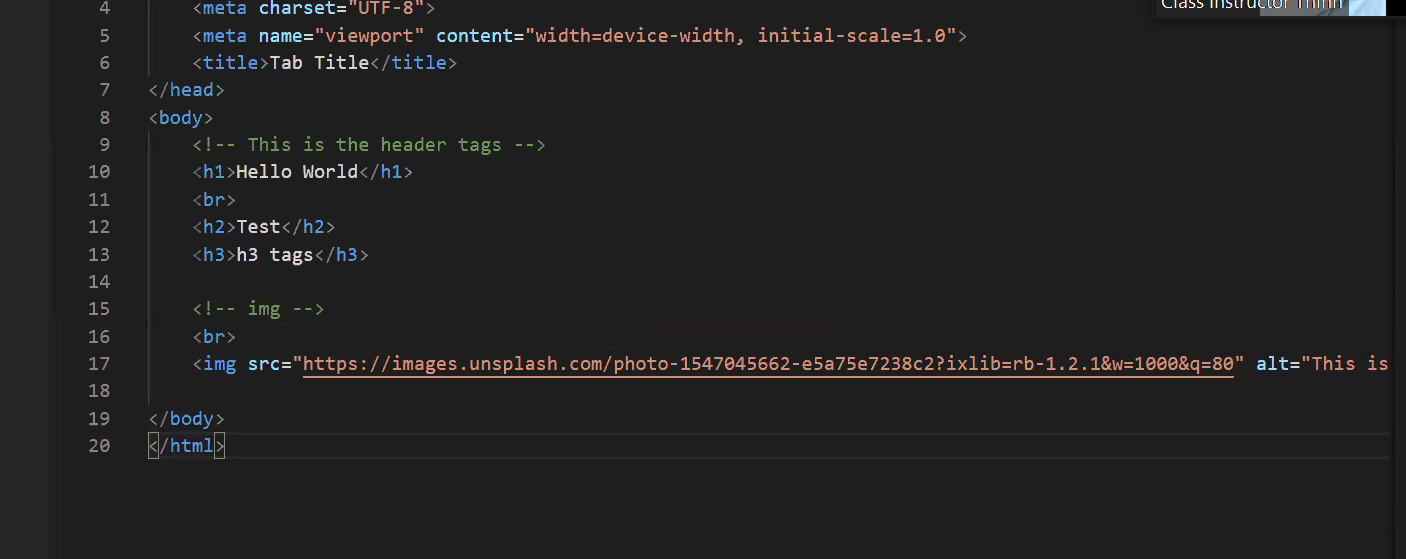 Class Instructor Thinh
4 <meta charset="UTF-8">
5 <meta name="viewport" content="width=device-width, initial-scale=1.0">
6 <title>Tab Title</title>
7 </head>
8 <body>
9 <!-- This is the header tags -->
10 <h1>Hello World</h1>
11 <br>
12 <h2>Test</h2>
13 <h3>h3 tags</h3>
14
15 <!-- img -->
16 <br>
17 <img src="https://images.unsplash.com/photo-1547045662-e5a75e7238c2?ixlib=rb-1.2.1&w=1000&q=80" alt="This is
18
19 </body>
20 </html>